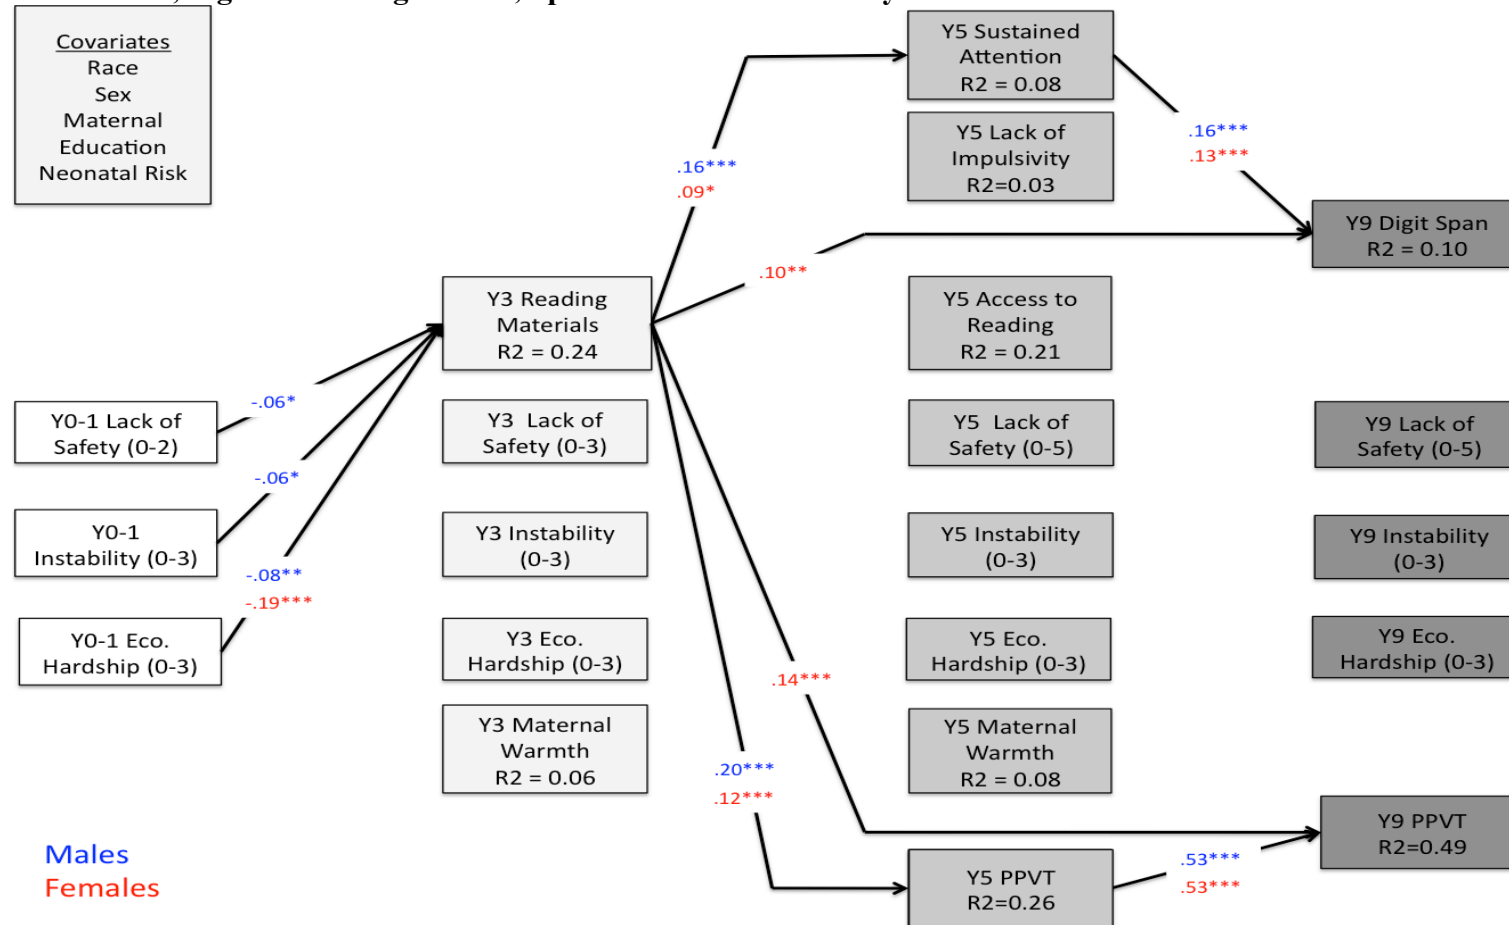 Covariates
Race
Sex
Maternal
Education
Neonatal Risk
Y0-1 Lack of
Safety (0-2)
Y0-1
Instability (0-3)
Y0-1 Eco.
Hardship (0-3)
-.06*
-.06*
-.08**
-.19***
Y3 Reading
Materials
R2 = 0.24
Y3 Lack of
Safety (0-3)
Y3 Instability
(0-3)
Y3 Eco.
Hardship (0-3)
Y3 Maternal
Warmth
R2 = 0.06
.16***
.09*
.10**
.14***
.20***
.12***
Y5 Sustained
Attention
R2 = 0.08
Y5 Lack of
Impulsivity
R2=0.03
Y5 Access to
Reading
R2 = 0.21
Y5 Lack of
Safety (0-5)
Y5 Instability
(0-3)
Y5 Eco.
Hardship (0-3)
Y5 Maternal
Warmth
R2 = 0.08
Y5 PPVT
R2=0.26
.16***
.13***
.53***
.53***
Y9 Digit Span
R2 = 0.10
Y9 Lack of
Safety (0-5)
Y9 Instability
(0-3)
Y9 Eco.
Hardship (0-3)
Y9 PPVT
R2=0.49
Males
Females